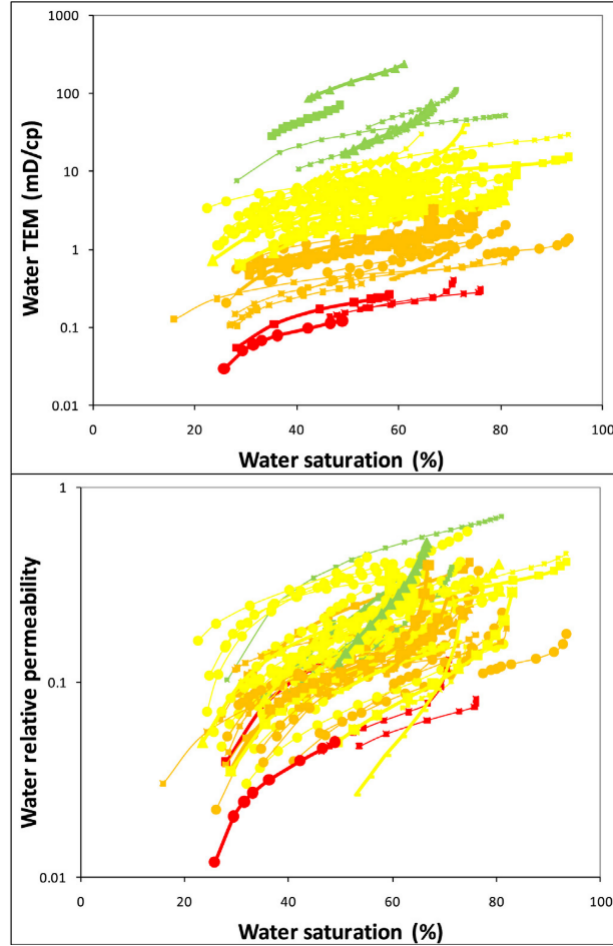 1000
100
10
1
0.1
0.01
0 20 40 60 80 100
Water TEM (mD/cp)
Water saturation (%)
1
0.1
0.01
0 20 40 60 80 100
Water relative permeability
Water saturation (%)